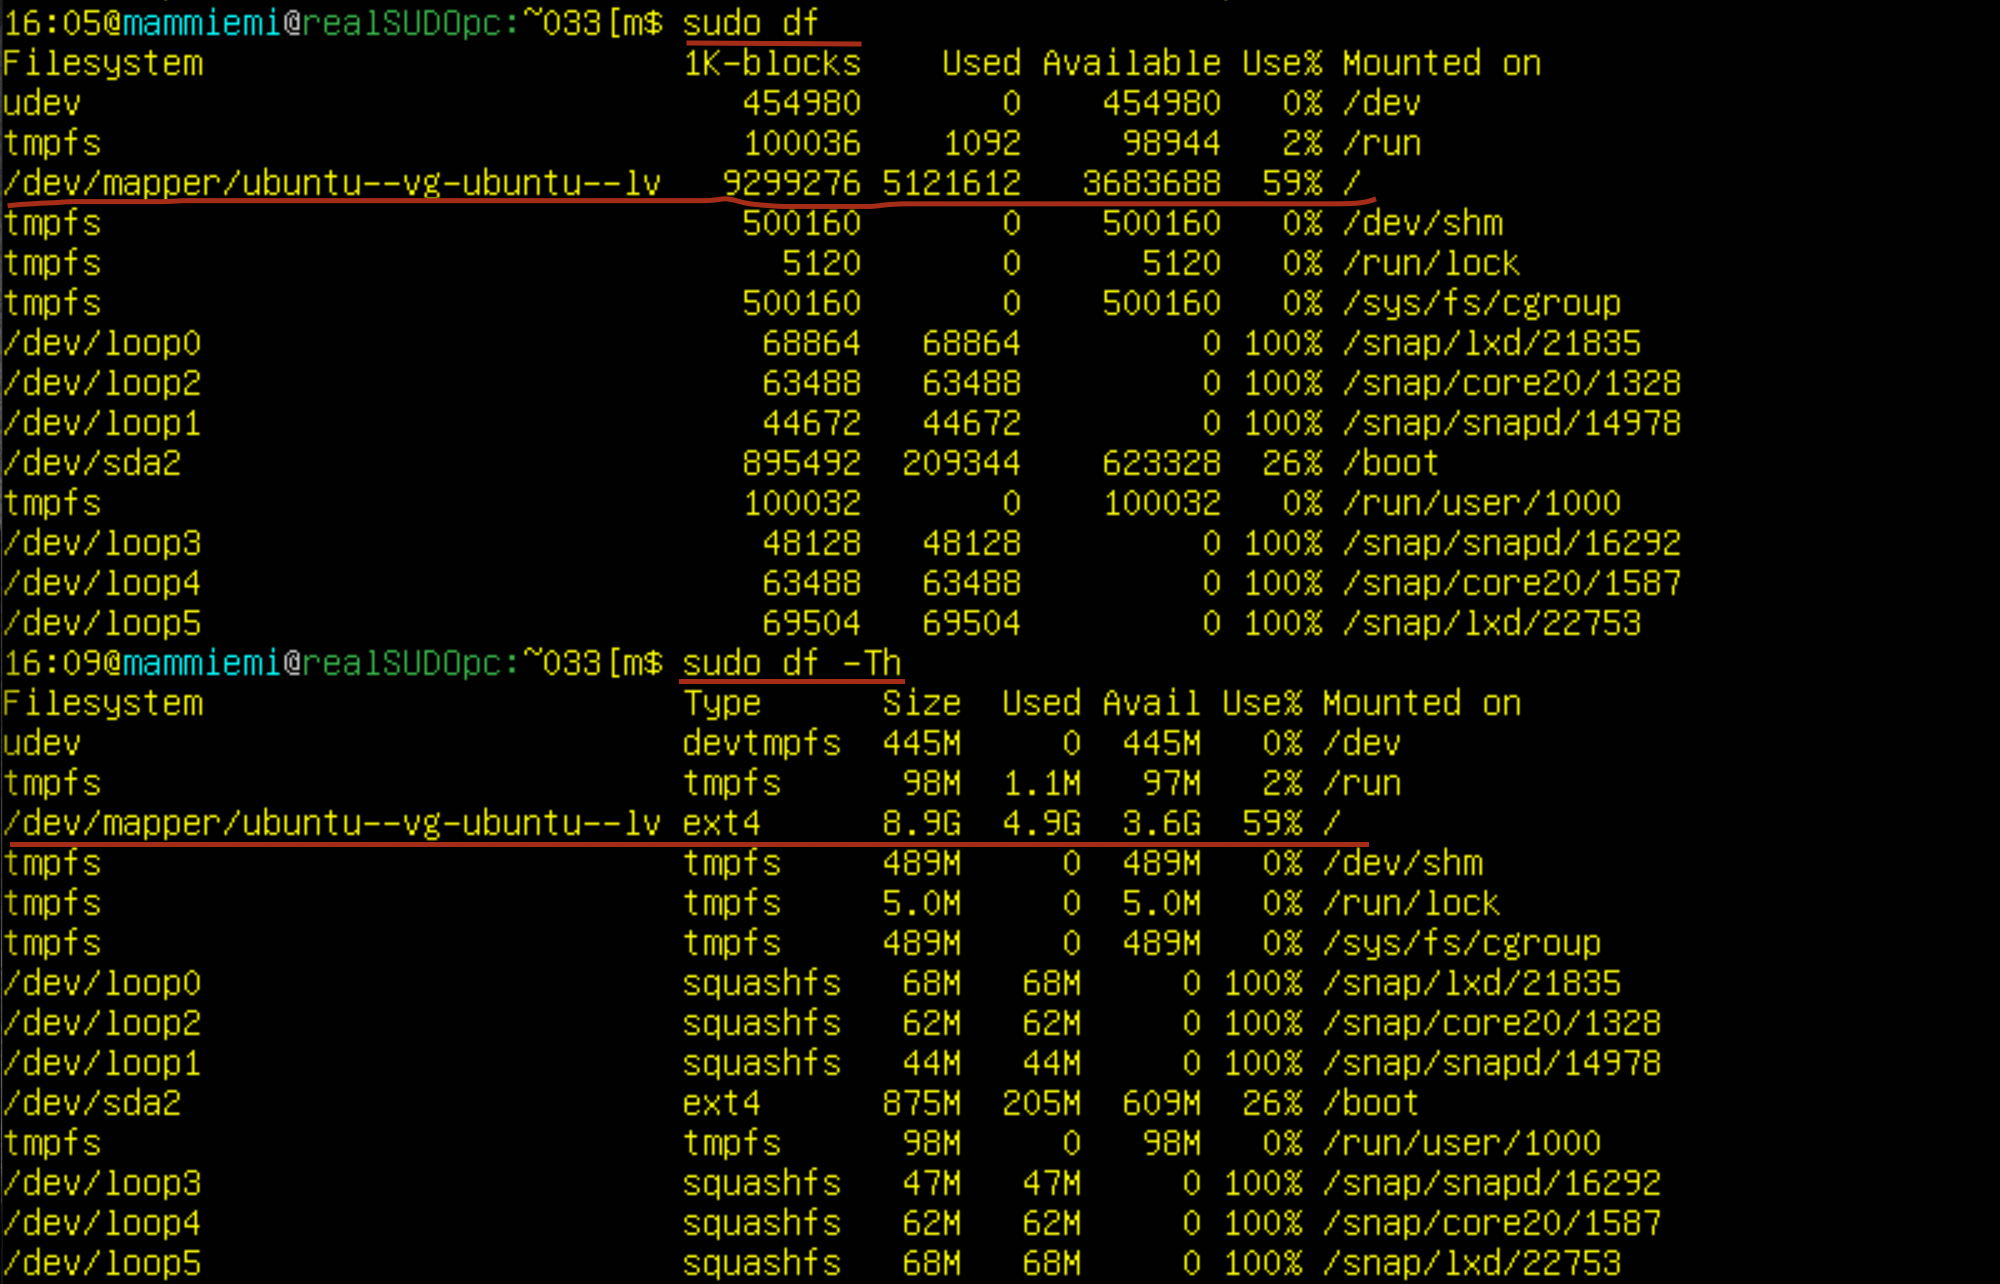 16:05@mammiemi@realSUDOpc:~033[m$ sudo df
Filesystem 1K-blocks Used Available Use% Mounted on
udev 454980 0 454980 0% /dev
tmpfs 100036 1092 98944 2% /run
/dev/mapper/ubuntu--vg-ubuntu--lv 9299276 5121612 3683688 59% /
tmpfs 500160 0 500160 0% /dev/shm
tmpfs 5120 0 5120 0% /run/lock
tmpfs 500160 0 500160 0% /sys/fs/cgroup
/dev/loop0 68864 68864 0 100% /snap/lxd/21835
/dev/loop2 63488 63488 0 100% /snap/core20/1328
/dev/loop1 44672 44672 0 100% /snap/snapd/14978
/dev/sda2 895492 209344 623328 26% /boot
tmpfs 100032 0 100032 0% /run/user/1000
/dev/loop3 48128 48128 0 100% /snap/snapd/16292
/dev/loop4 63488 63488 0 100% /snap/core20/1587
/dev/loop5 69504 69504 0 100% /snap/lxd/22753
16:09@mammiemi@realSUDOpc:~033[m$ sudo df -Th
Filesystem Type Size Used Avail Use% Mounted on
udev devtmpfs 445M 0 445M 0% /dev
tmpfs tmpfs 98M 1.1M 97M 2% /run
/dev/mapper/ubuntu--vg-ubuntu--lv ext4 8.9G 4.9G 3.6G 59% /
tmpfs tmpfs 489M 0 489M 0% /dev/shm
tmpfs tmpfs 5.0M 0 5.0M 0% /run/lock
tmpfs tmpfs 489M 0 489M 0% /sys/fs/cgroup
/dev/loop0 squashfs 68M 68M 0 100% /snap/lxd/21835
/dev/loop2 squashfs 62M 62M 0 100% /snap/core20/1328
/dev/loop1 squashfs 44M 44M 0 100% /snap/snapd/14978
/dev/sda2 ext4 875M 205M 609M 26% /boot
tmpfs tmpfs 98M 0 98M 0% /run/user/1000
/dev/loop3 squashfs 47M 47M 0 100% /snap/snapd/16292
/dev/loop4 squashfs 62M 62M 0 100% /snap/core20/1587
/dev/loop5 squashfs 68M 68M 0 100% /snap/lxd/22753